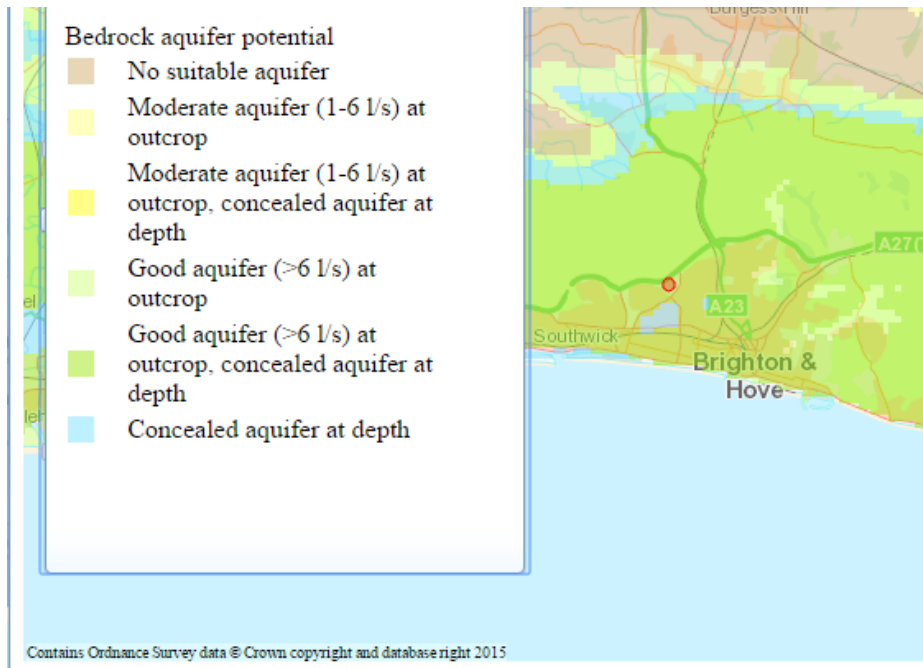 Burgess Hill
Bedrock aquifer potential
No suitable aquifer
Moderate aquifer (1-6 l/s) at
outcrop
Moderate aquifer (1-6 l/s) at
outcrop, concealed aquifer at
depth
Good aquifer (>6 l/s) at
outcrop
Good aquifer (>6 l/s) at
outcrop, concealed aquifer at
depth
Concealed aquifer at depth
A27(
A23
Southwick
Brighton &
Hove
Contains Ordnance Survey data © Crown copyright and database right 2015